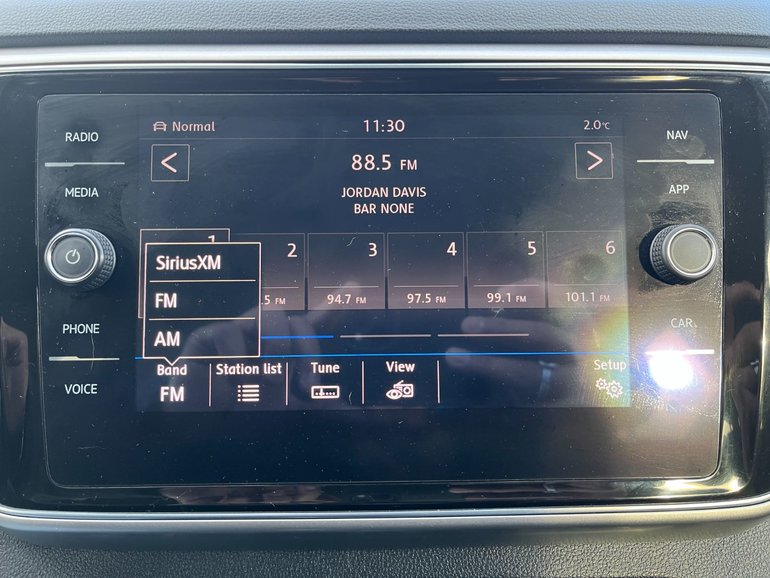 RADIO
MEDIA
PHONE
VOICE
Normal
11:30
2.0°C
88.5 FM
JORDAN DAVIS
BAR NONE
1
2
3
4
5
6
.5 FM
94.7 FM
97.5 FM
99.1 FM
101.1 FM
SiriusXM
FM
AM
Band
FM
Station list
Tune
View
Setup
NAV
APP
CAR